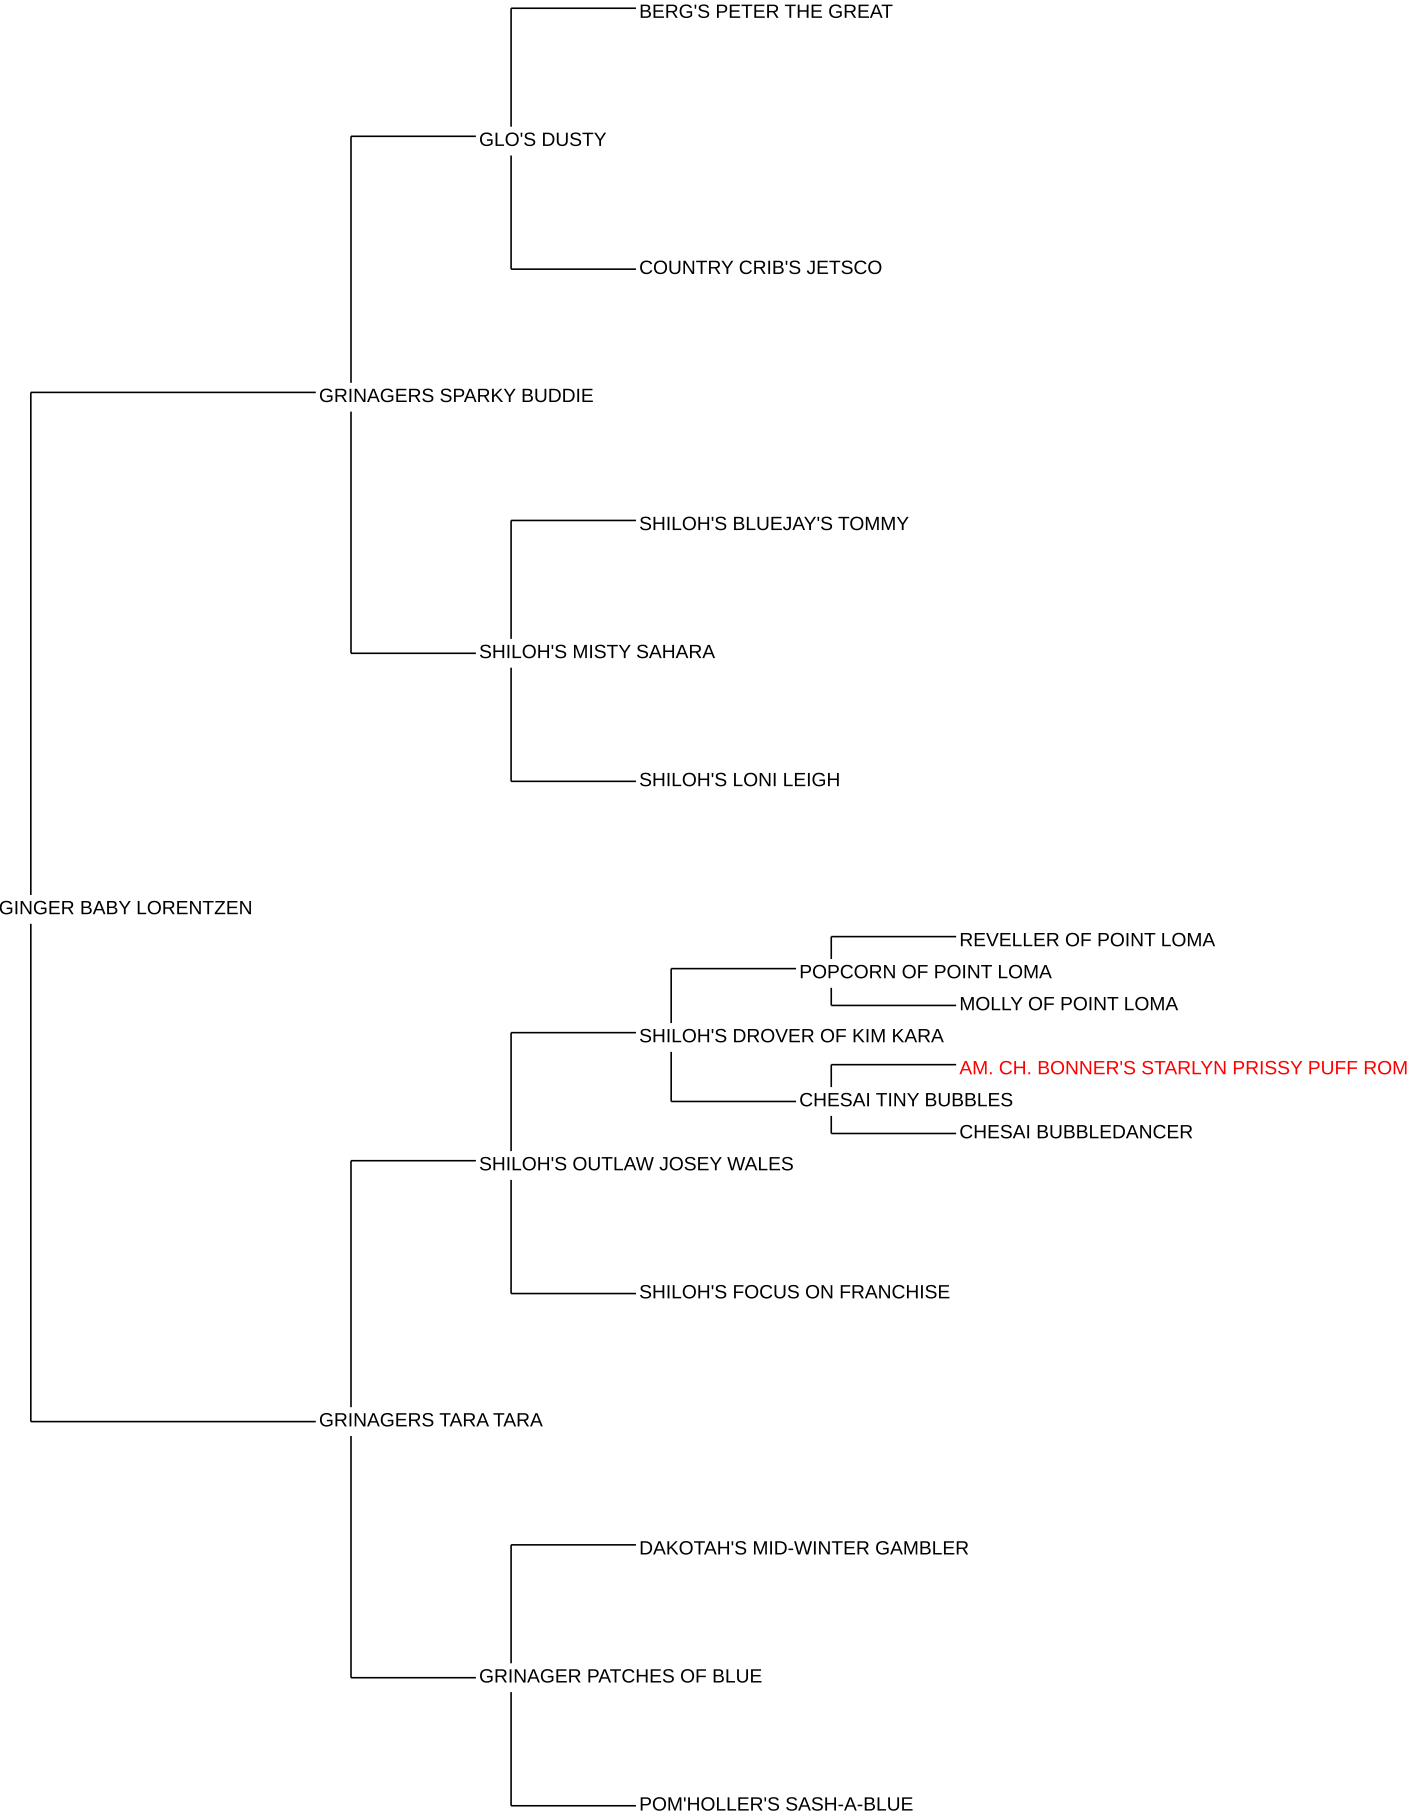 BERG'S PETER THE GREAT
GLO'S DUSTY
COUNTRY CRIB'S JETSCO
GRINAGERS SPARKY BUDDIE
SHILOH'S BLUEJAY'S TOMMY
SHILOH'S MISTY SAHARA
SHILOH'S LONI LEIGH
GINGER BABY LORENTZEN
REVELLER OF POINT LOMA
POPCORN OF POINT LOMA
MOLLY OF POINT LOMA
SHILOH'S DROVER OF KIM KARA
AM. CH. BONNER'S STARLYN PRISSY PUFF ROM
CHESAI TINY BUBBLES
CHESAI BUBBLEDANCER
SHILOH'S OUTLAW JOSEY WALES
SHILOH'S FOCUS ON FRANCHISE
GRINAGERS TARA TARA
DAKOTAH'S MID-WINTER GAMBLER
GRINAGER PATCHES OF BLUE
POM'HOLLER'S SASH-A-BLUE